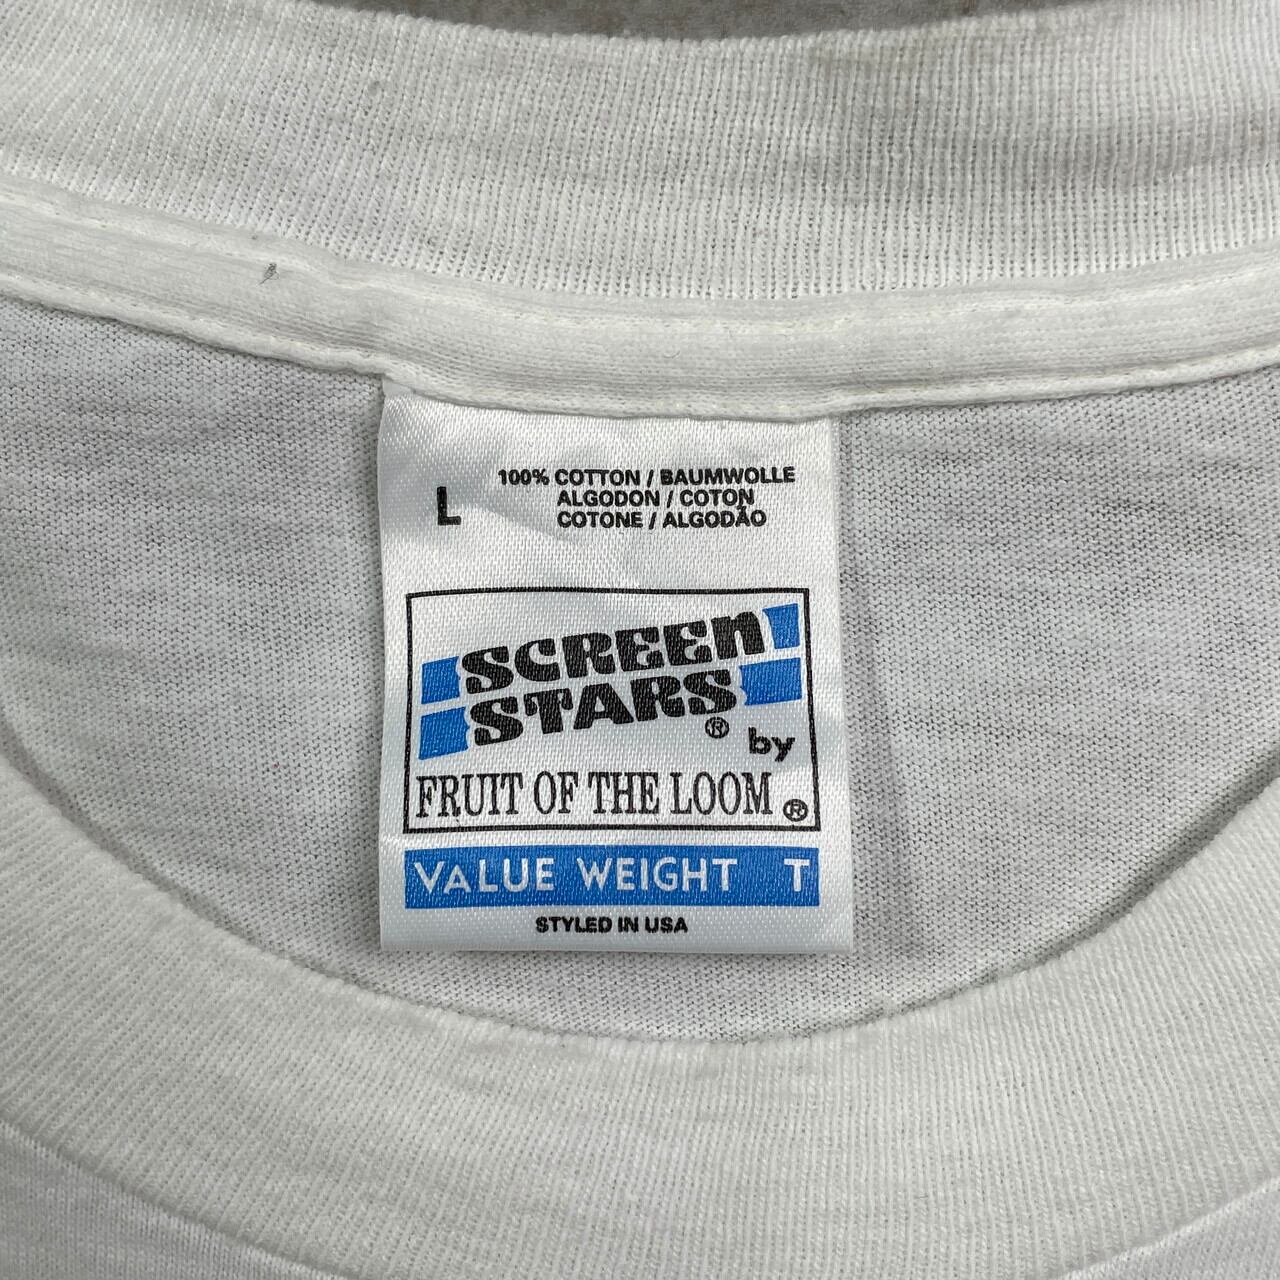 L
100% COTTON / BAUMWOLLE
ALGODON / COTON
COTONE / ALGODÃO
SCREEN
STARS® by
FRUIT OF THE LOOM®
VALUE WEIGHT T
STYLED IN USA